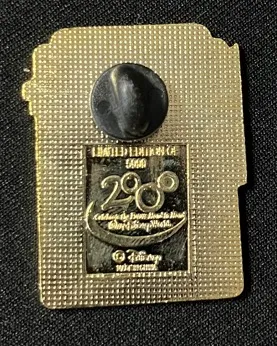 LIMITED EDITION OF
5000
2000
Celebrate the Future Hand in Hand
Walt Disney World
© Disney